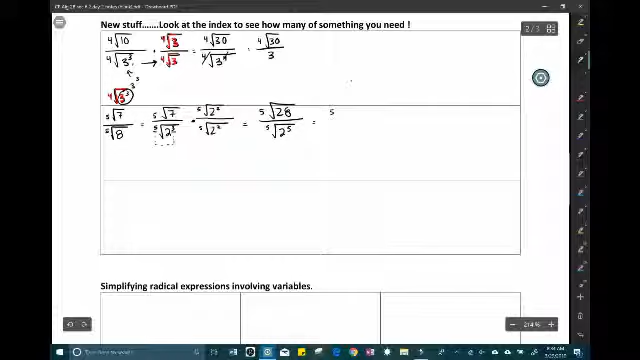 2/3
New stuff.......Look at the index to see how many of something you need !
⁴√10 / ⁴√3³ · ⁴√3 / ⁴√3 = ⁴√30 / ⁴√3⁴ = ⁴√30 / 3
⁴√3³
⁵√7 / ⁵√8 = ⁵√7 / ⁵√2³ · ⁵√2² / ⁵√2² = ⁵√28 / ⁵√2⁵ = 5
Simplifying radical expressions involving variables.
214 %